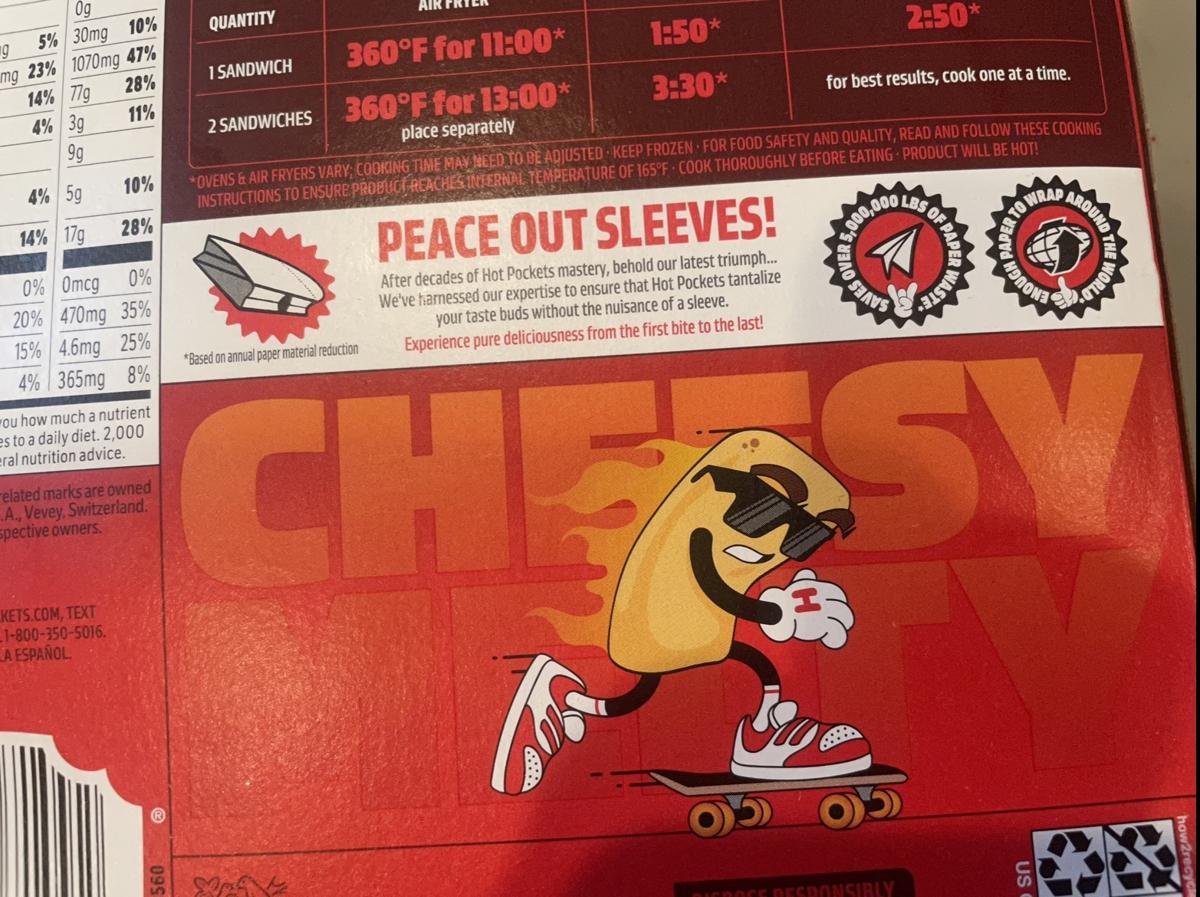 0g
5% 30mg 10%
mg 23% 1070mg 47%
14% 77g 28%
4% 3g 11%
9g
4% 5g 10%
14% 17g 28%
0% 0mcg 0%
20% 470mg 35%
15% 4.6mg 25%
4% 365mg 8%
you how much a nutrient
es to a daily diet. 2,000
eral nutrition advice.
related marks are owned
.A., Vevey, Switzerland.
spective owners.
KETS.COM, TEXT
1-800-350-5016.
LA ESPAÑOL.
®
560
QUANTITY
AIR FRYER
1 SANDWICH
360°F for 11:00*
1:50*
2:50*
2 SANDWICHES
360°F for 13:00*
place separately
3:30*
for best results, cook one at a time.
*OVENS & AIR FRYERS VARY; COOKING TIME MAY NEED TO BE ADJUSTED · KEEP FROZEN · FOR FOOD SAFETY AND QUALITY, READ AND FOLLOW THESE COOKING
INSTRUCTIONS TO ENSURE PRODUCT REACHES INTERNAL TEMPERATURE OF 165°F · COOK THOROUGHLY BEFORE EATING · PRODUCT WILL BE HOT!
PEACE OUT SLEEVES!
After decades of Hot Pockets mastery, behold our latest triumph...
We've harnessed our expertise to ensure that Hot Pockets tantalize
your taste buds without the nuisance of a sleeve.
Experience pure deliciousness from the first bite to the last!
*Based on annual paper material reduction
SAVES OVER 5,000,000 LBS OF PAPER WASTE*
ENOUGH PAPER TO WRAP AROUND THE WORLD
CHEESY
MELTY
H
DISPOSE RESPONSIBLY
US
how2recyc